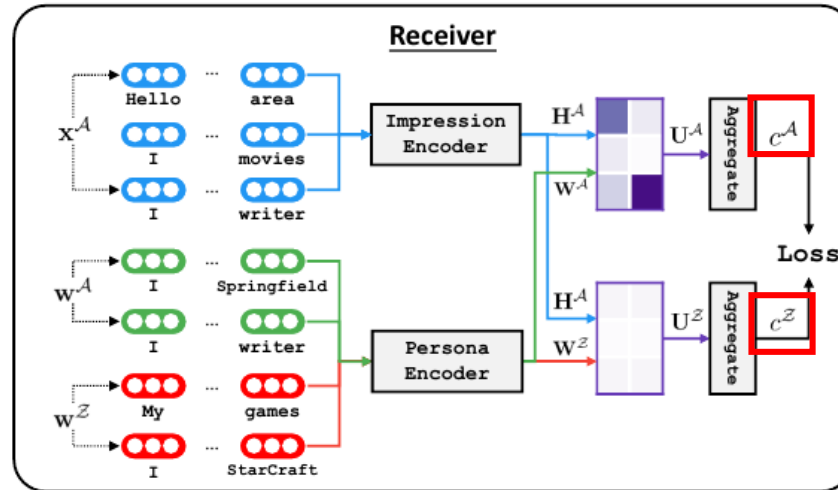 Receiver
x^A
Hello ... area
I ... movies
I ... writer
w^A
I ... Springfield
I ... writer
w^Z
My ... games
I ... StarCraft
Impression
Encoder
Persona
Encoder
H^A
W^A
U^A
Aggregate
c^A
Loss
H^A
W^Z
U^Z
Aggregate
c^Z